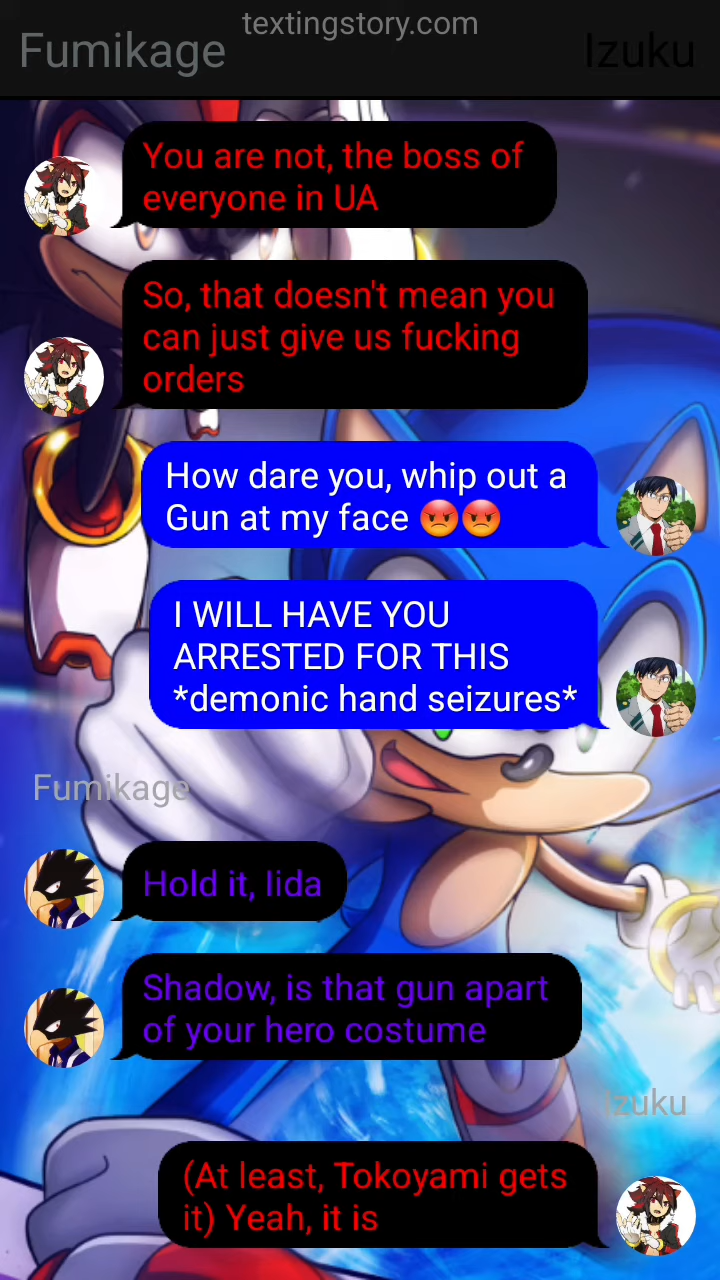 textingstory.com
Fumikage
Izuku
You are not, the boss of
everyone in UA
So, that doesn't mean you
can just give us fucking
orders
How dare you, whip out a
Gun at my face 😡😡
I WILL HAVE YOU
ARRESTED FOR THIS
*demonic hand seizures*
Fumikage
Hold it, Iida
Shadow, is that gun apart
of your hero costume
Izuku
(At least, Tokoyami gets
it) Yeah, it is